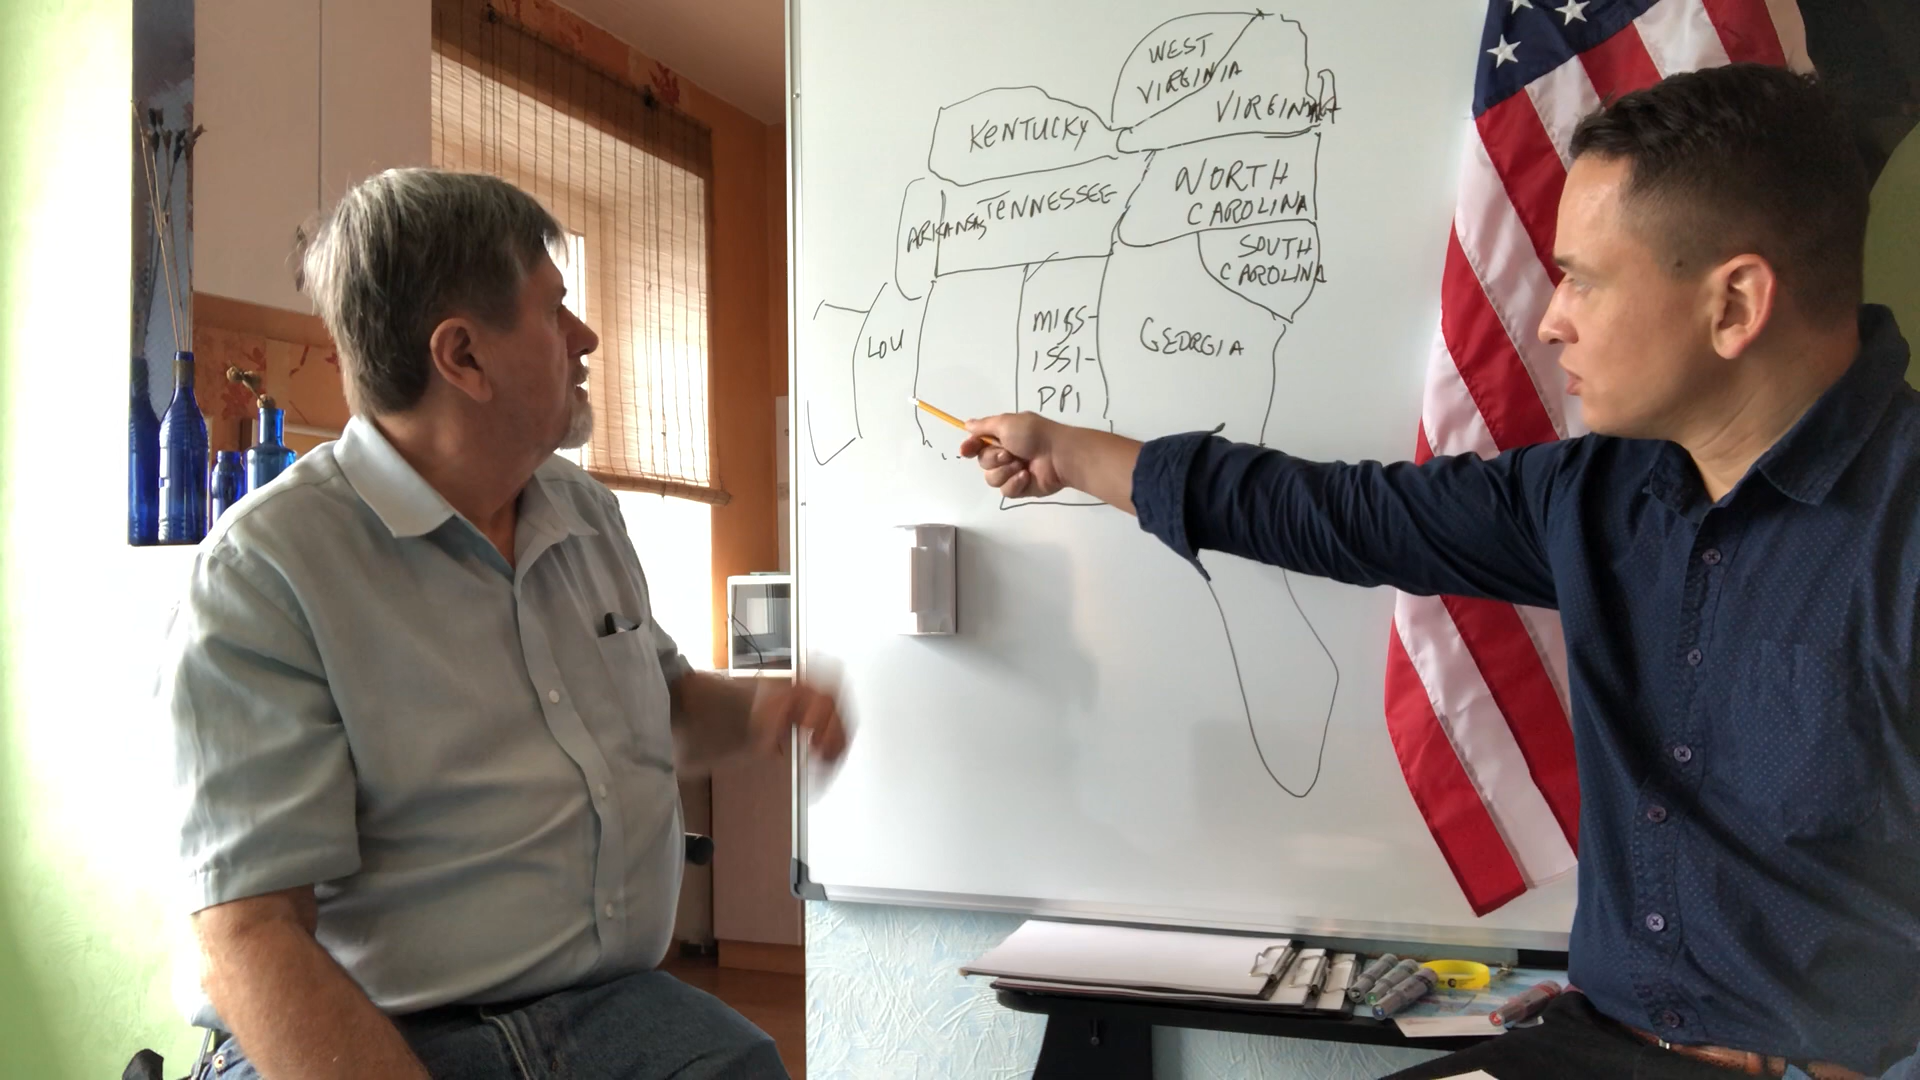 WEST
VIRGINIA
VIRGINIA
KENTUCKY
NORTH
CAROLINA
TENNESSEE
ARKANSAS
SOUTH
CAROLINA
MISS-
ISSI-
PPI
GEORGIA
LOU